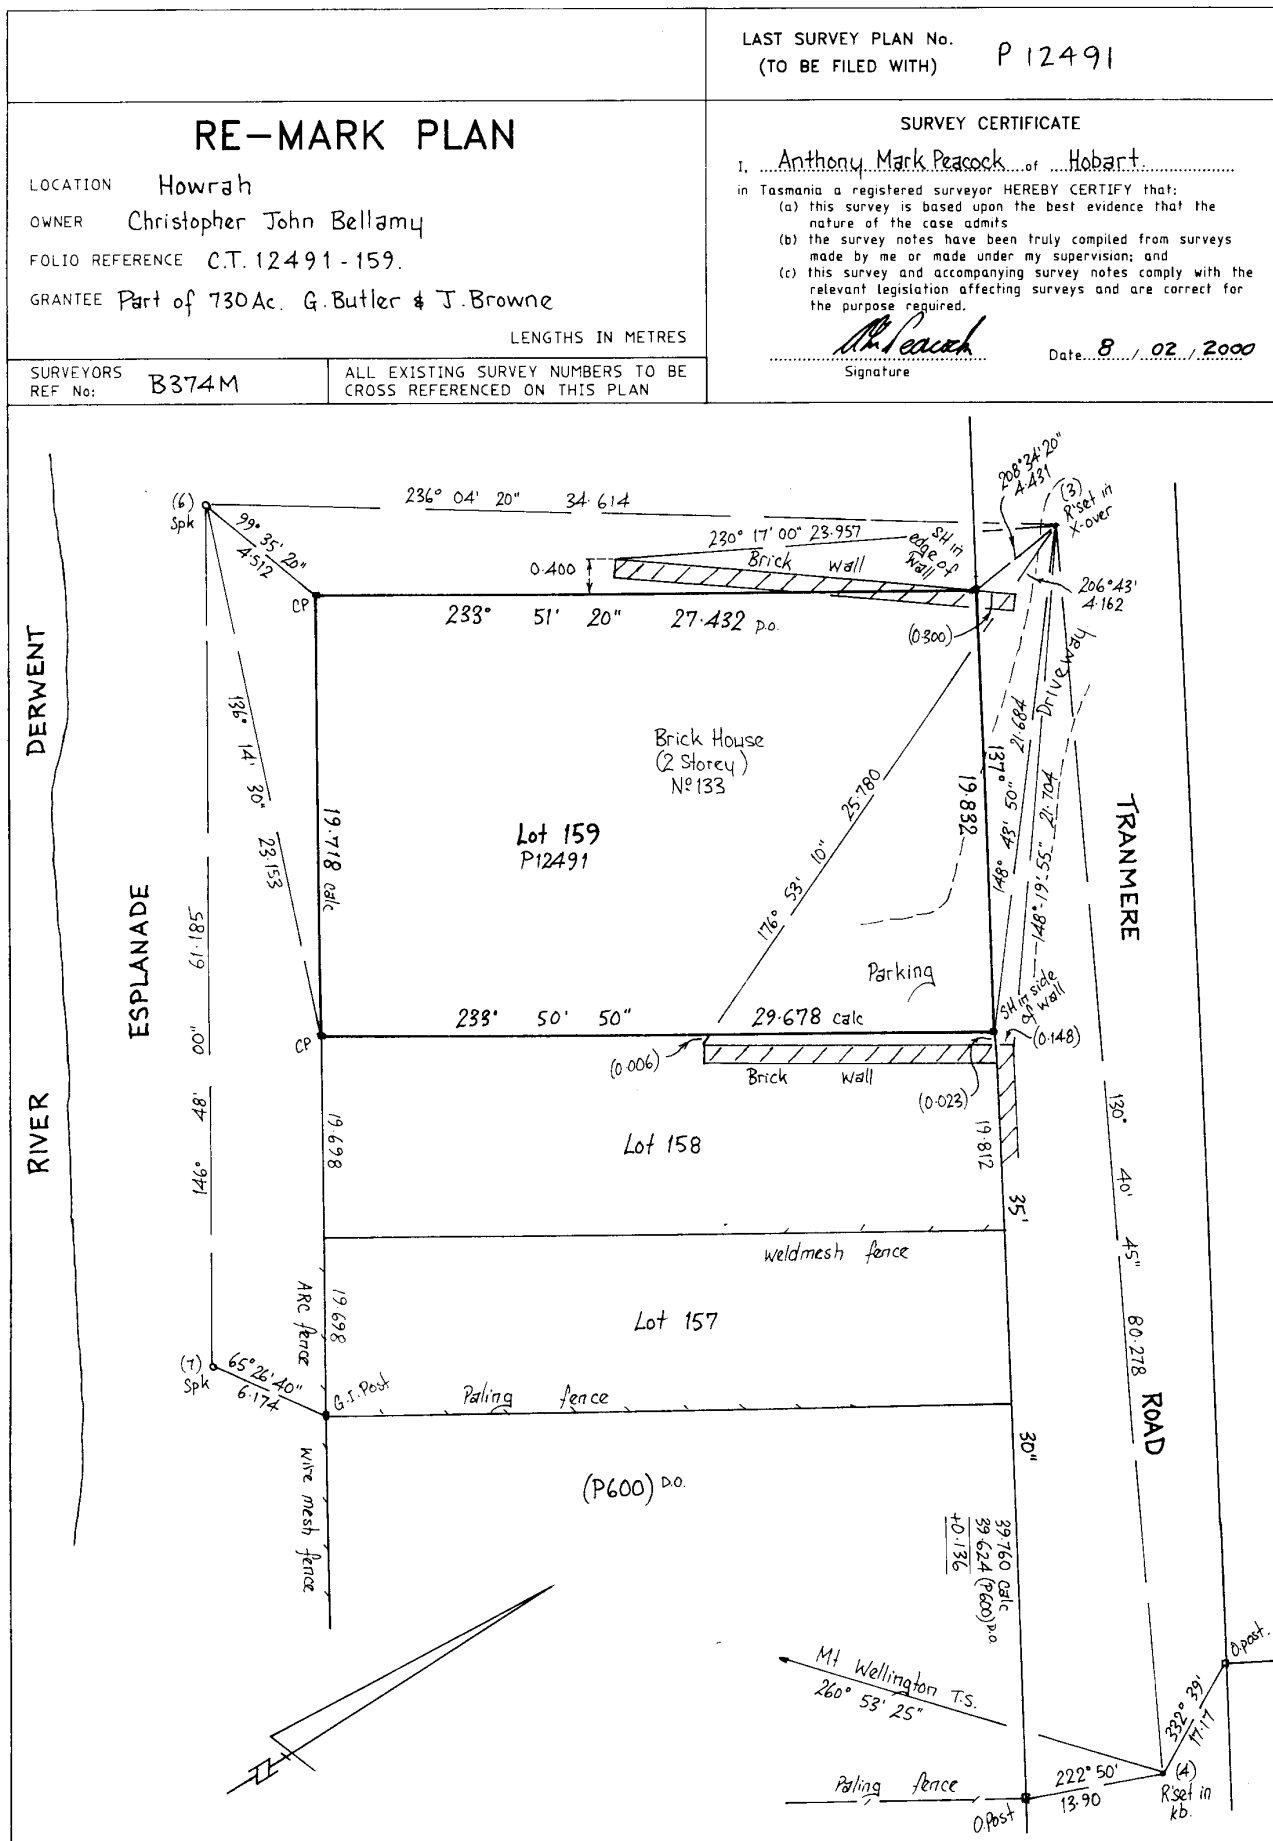 LAST SURVEY PLAN No.
(TO BE FILED WITH)
P 12491
RE-MARK PLAN
LOCATION Howrah
OWNER Christopher John Bellamy
FOLIO REFERENCE C.T. 12491-159.
GRANTEE Part of 730Ac. G.Butler & J.Browne
LENGTHS IN METRES
SURVEYORS
REF No: B374M
ALL EXISTING SURVEY NUMBERS TO BE
CROSS REFERENCED ON THIS PLAN
SURVEY CERTIFICATE
I, Anthony Mark Peacock of Hobart.
in Tasmania a registered surveyor HEREBY CERTIFY that:
(a) this survey is based upon the best evidence that the
nature of the case admits
(b) the survey notes have been truly compiled from surveys
made by me or made under my supervision; and
(c) this survey and accompanying survey notes comply with the
relevant legislation affecting surveys and are correct for
the purpose required.
Signature
Date 8 / 02 / 2000
(6)
Spk
236° 04' 20" 34.614
208°34'20"
4.431
(3)
R'set in
X-over
99° 35' 20"
4.512
230° 17' 00" 23.957
SH in
edge of
Wall
Brick Wall
0.400
206°43'
4.162
CP
233° 51' 20" 27.432 D.O.
(0.300)
Driveway
DERWENT
136° 14' 30" 23.153
Brick House
(2 Storey)
Nº133
137°
21.684
148° 43' 50"
148°-19'-55" 21.704
19.832
25.780
176° 53' 10"
TRANMERE
19.718 calc
Lot 159
P12491
ESPLANADE
61.185
00"
Parking
SH in side
of wall
233° 50' 50" 29.678 calc
CP
(0.148)
(0.006)
Brick Wall
(0.023)
RIVER
48'
146°
19.698
Lot 158
19.812
130°
40'
45"
35'
weldmesh fence
ARC fence
19.698
Lot 157
80.278
(7)
Spk
65°26'40"
6.174
G.I.Post
Paling fence
ROAD
30"
wire mesh fence
(P600) D.O.
39.760 Calc
39.624 (P600)D.O.
+0.136
Mt Wellington T.S.
260° 53' 25"
O.post.
332° 39'
17.17
Paling fence
222°50'
13.90
(4)
R'set in
kb.
O.Post